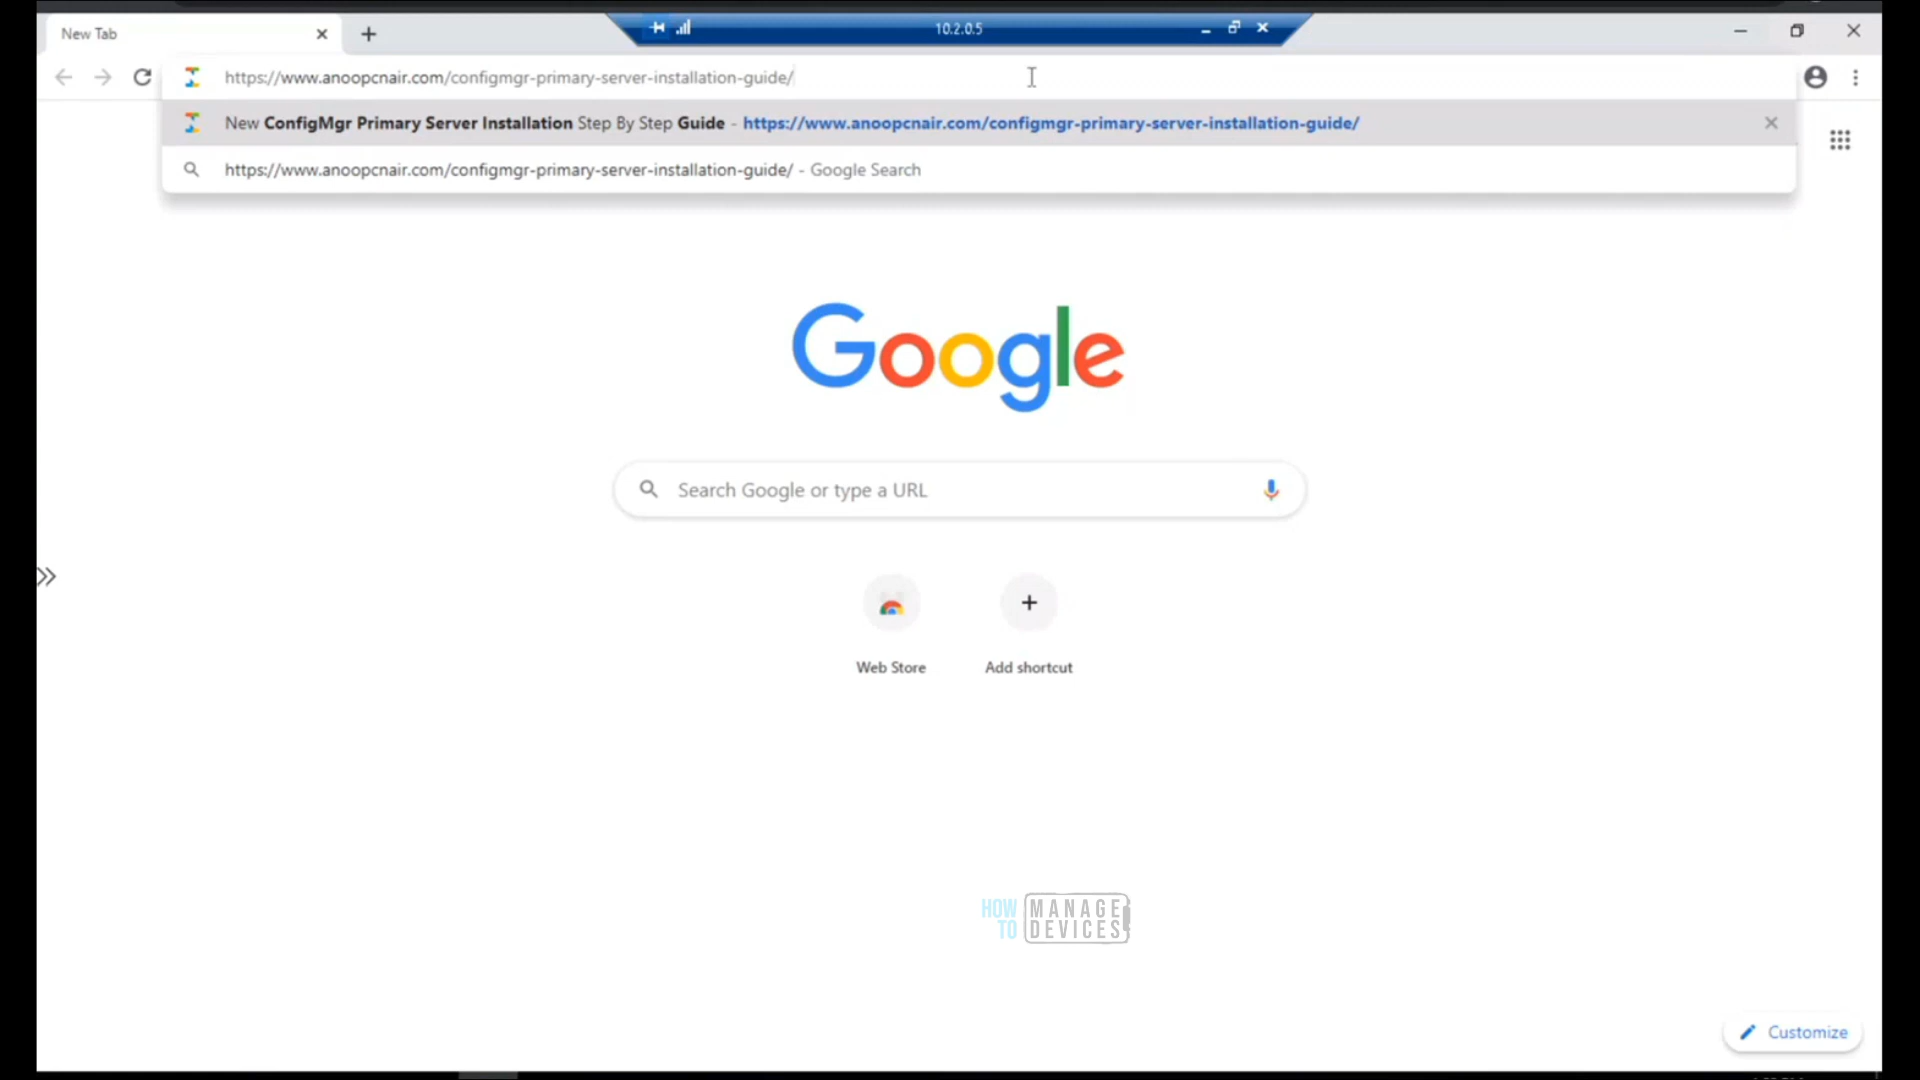 New Tab
10.2.0.5
https://www.anoopcnair.com/configmgr-primary-server-installation-guide/
New ConfigMgr Primary Server Installation Step By Step Guide - https://www.anoopcnair.com/configmgr-primary-server-installation-guide/
https://www.anoopcnair.com/configmgr-primary-server-installation-guide/ - Google Search
Google
Search Google or type a URL
Web Store
Add shortcut
HOW TO
MANAGE
DEVICES
Customize